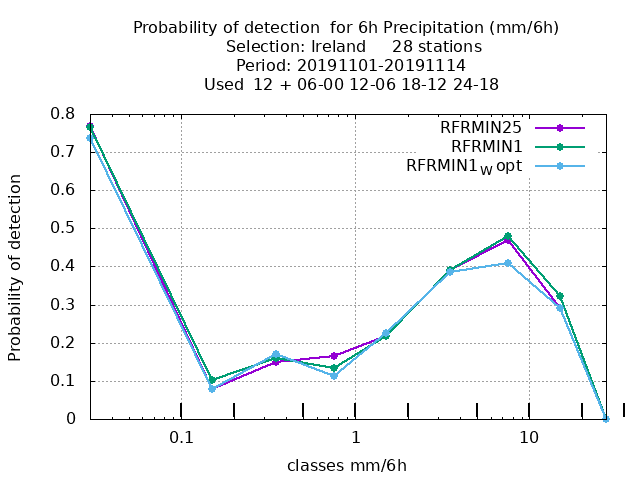 Probability of detection  for 6h Precipitation (mm/6h)
Selection: Ireland     28 stations
Period: 20191101-20191114
Used  12 + 06-00 12-06 18-12 24-18
RFRMIN25
RFRMIN1
RFRMIN1W opt
Probability of detection
0.8
0.7
0.6
0.5
0.4
0.3
0.2
0.1
0
0.1
1
10
classes mm/6h